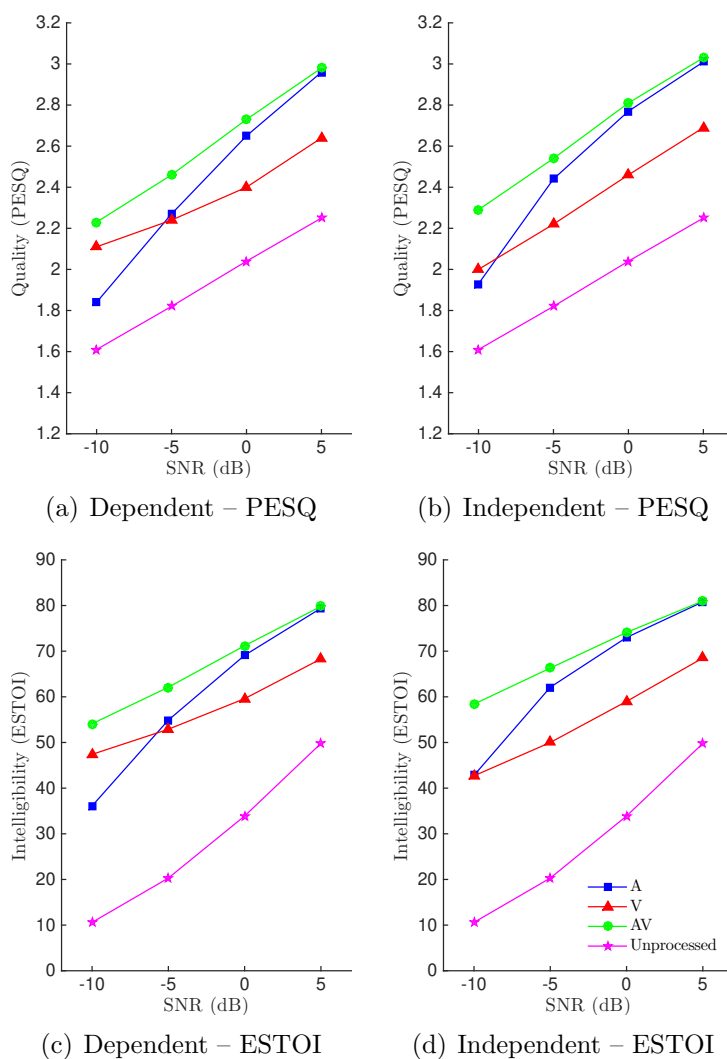 3.2
3
2.8
2.6
2.4
2.2
2
1.8
1.6
1.4
1.2
Quality (PESQ)
-10 -5 0 5
SNR (dB)
(a) Dependent – PESQ
3.2
3
2.8
2.6
2.4
2.2
2
1.8
1.6
1.4
1.2
Quality (PESQ)
-10 -5 0 5
SNR (dB)
(b) Independent – PESQ
90
80
70
60
50
40
30
20
10
0
Intelligibility (ESTOI)
-10 -5 0 5
SNR (dB)
(c) Dependent – ESTOI
90
80
70
60
50
40
30
20
10
0
Intelligibility (ESTOI)
A
V
AV
Unprocessed
-10 -5 0 5
SNR (dB)
(d) Independent – ESTOI